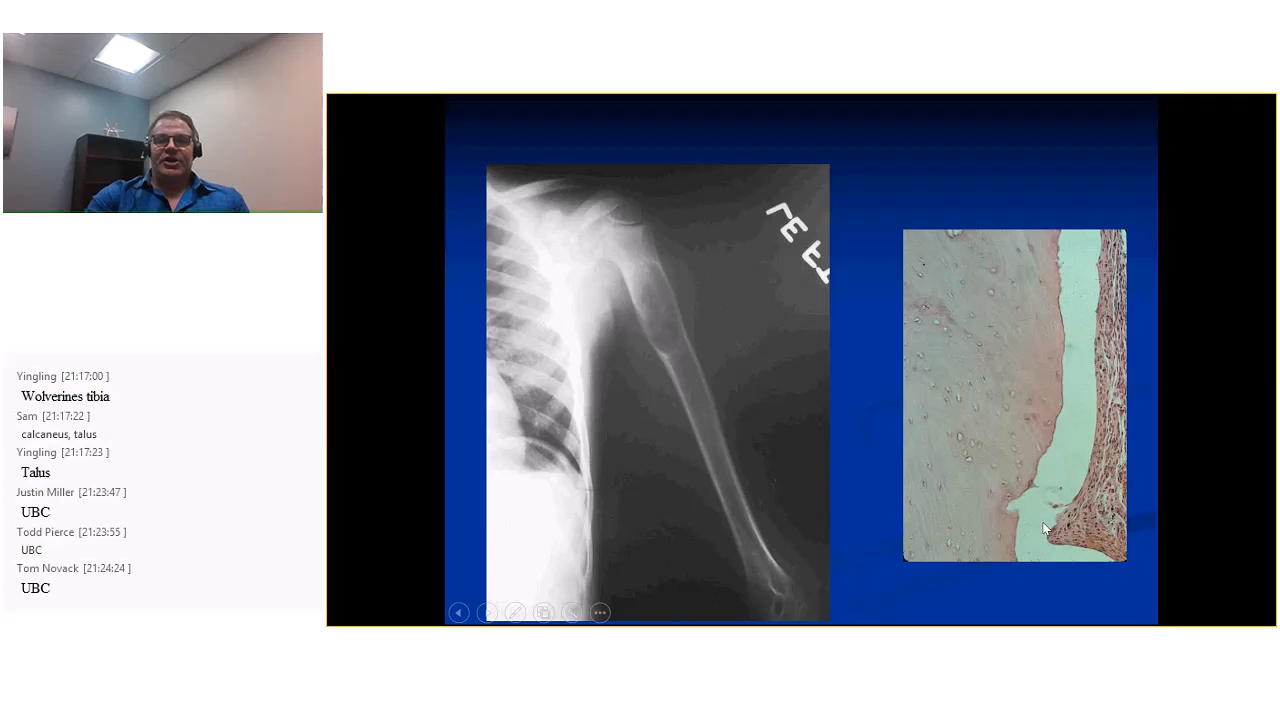 Yingling [21:17:00 ]
Wolverines tibia
Sam [21:17:22 ]
calcaneus, talus
Yingling [21:17:23 ]
Talus
Justin Miller [21:23:47 ]
UBC
Todd Pierce [21:23:55 ]
UBC
Tom Novack [21:24:24 ]
UBC